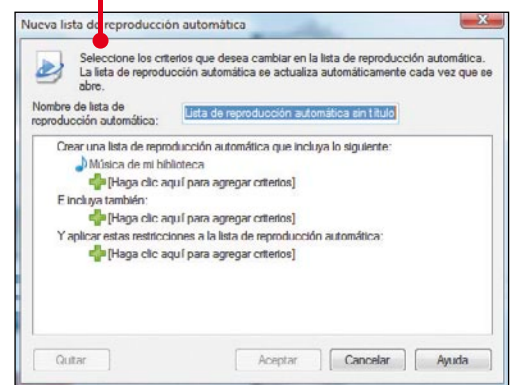 Nueva lista de reproducción automática
Seleccione los criterios que desea cambiar en la lista de reproducción automática.
La lista de reproducción automática se actualiza automáticamente cada vez que se
abre.
Nombre de lista de
reproducción automática:
Lista de reproducción automática sin título
Crear una lista de reproducción automática que incluya lo siguiente:
Música de mi biblioteca
[Haga clic aquí para agregar criterios]
E incluya también:
[Haga clic aquí para agregar criterios]
Y aplicar estas restricciones a la lista de reproducción automática:
[Haga clic aquí para agregar criterios]
Quitar
Aceptar
Cancelar
Ayuda